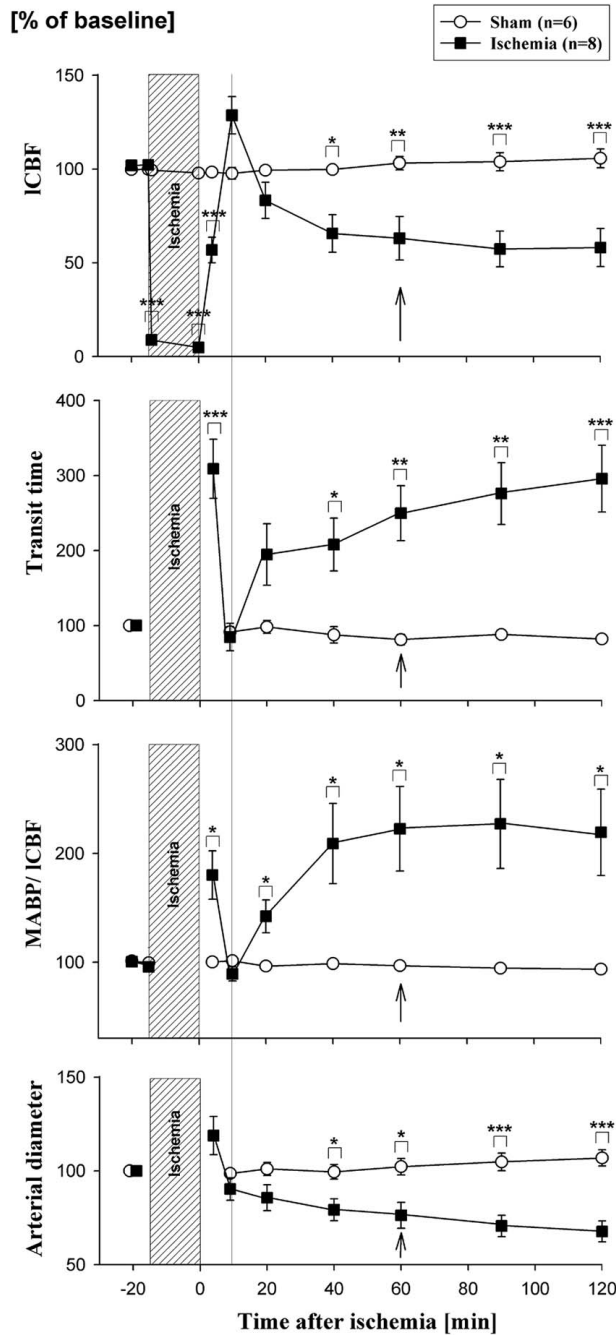 [% of baseline]
Sham (n=6)
Ischemia (n=8)
150
100
50
0
lCBF
Ischemia
***
***
***
*
**
***
***
400
300
200
100
0
Transit time
Ischemia
***
*
**
**
***
300
200
100
MABP/ lCBF
Ischemia
*
*
*
*
*
*
150
100
50
Arterial diameter
Ischemia
*
*
***
***
-20 0 20 40 60 80 100 120
Time after ischemia [min]